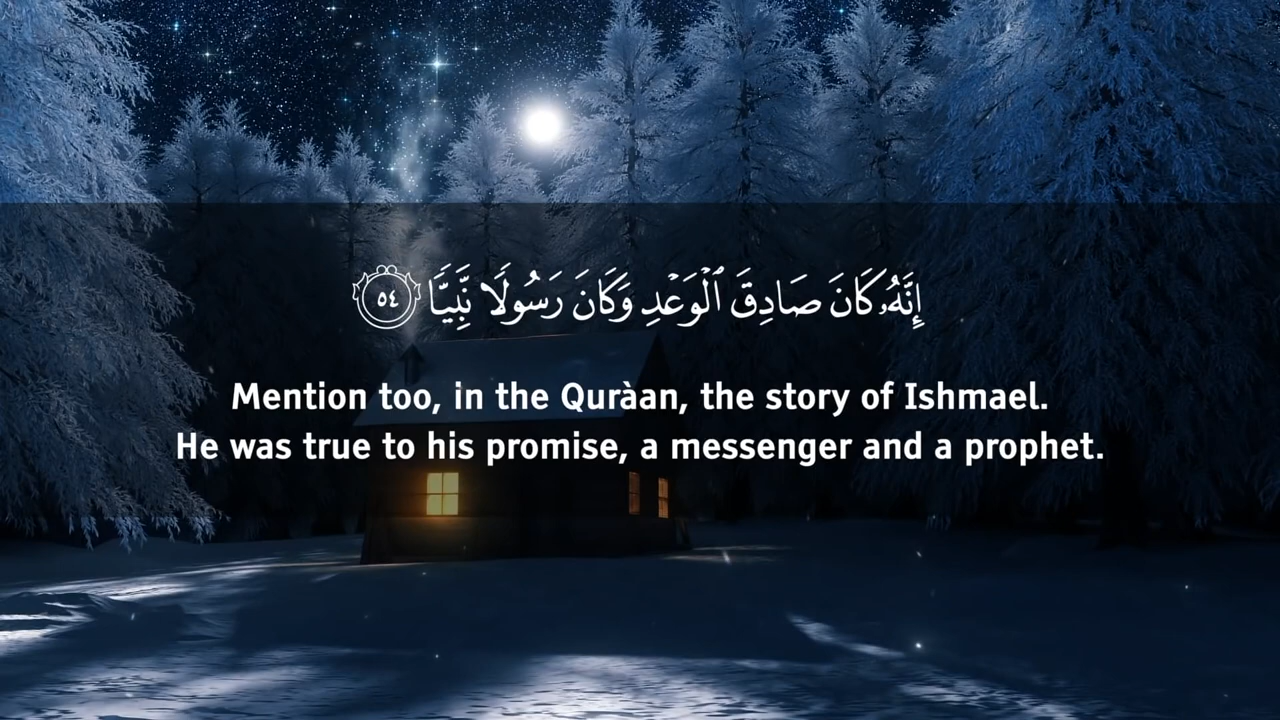 إِنَّهُۥ كَانَ صَادِقَ ٱلْوَعْدِ وَكَانَ رَسُولًا نَّبِيًّا ٥٤
Mention too, in the Quràan, the story of Ishmael.
He was true to his promise, a messenger and a prophet.